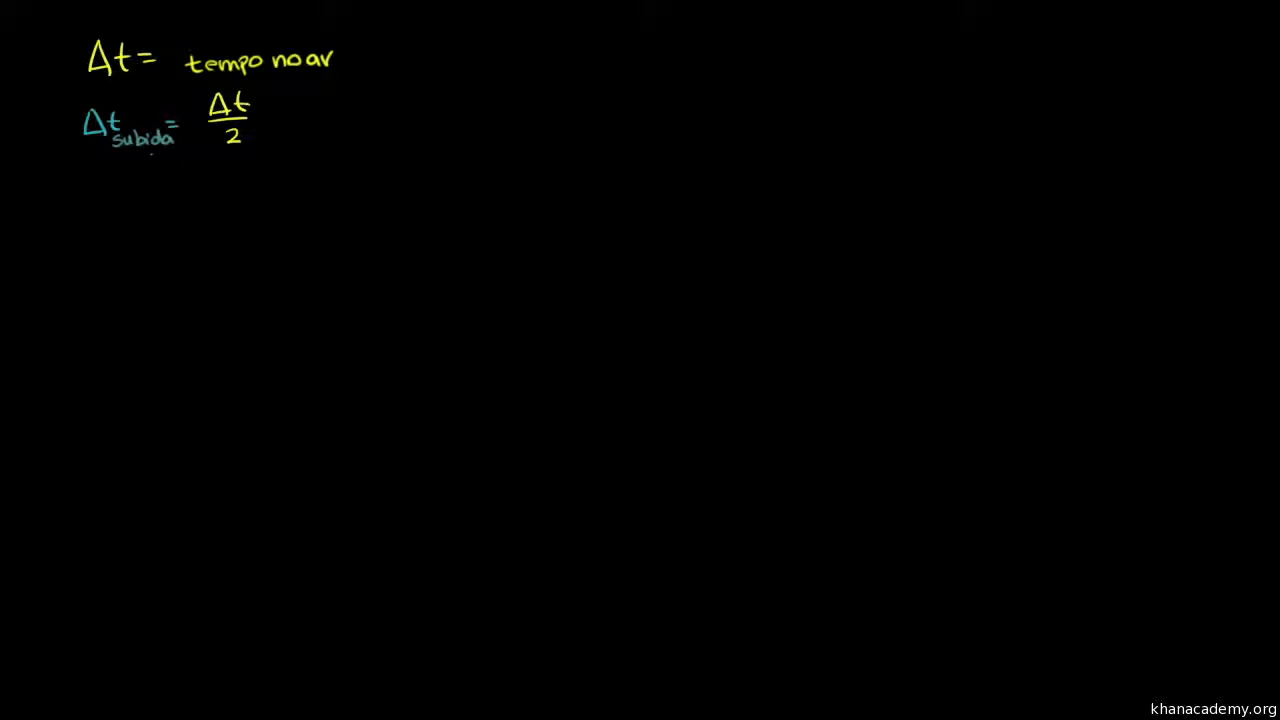 Δt = tempo no ar
Δt subida = Δt/2
khanacademy.org